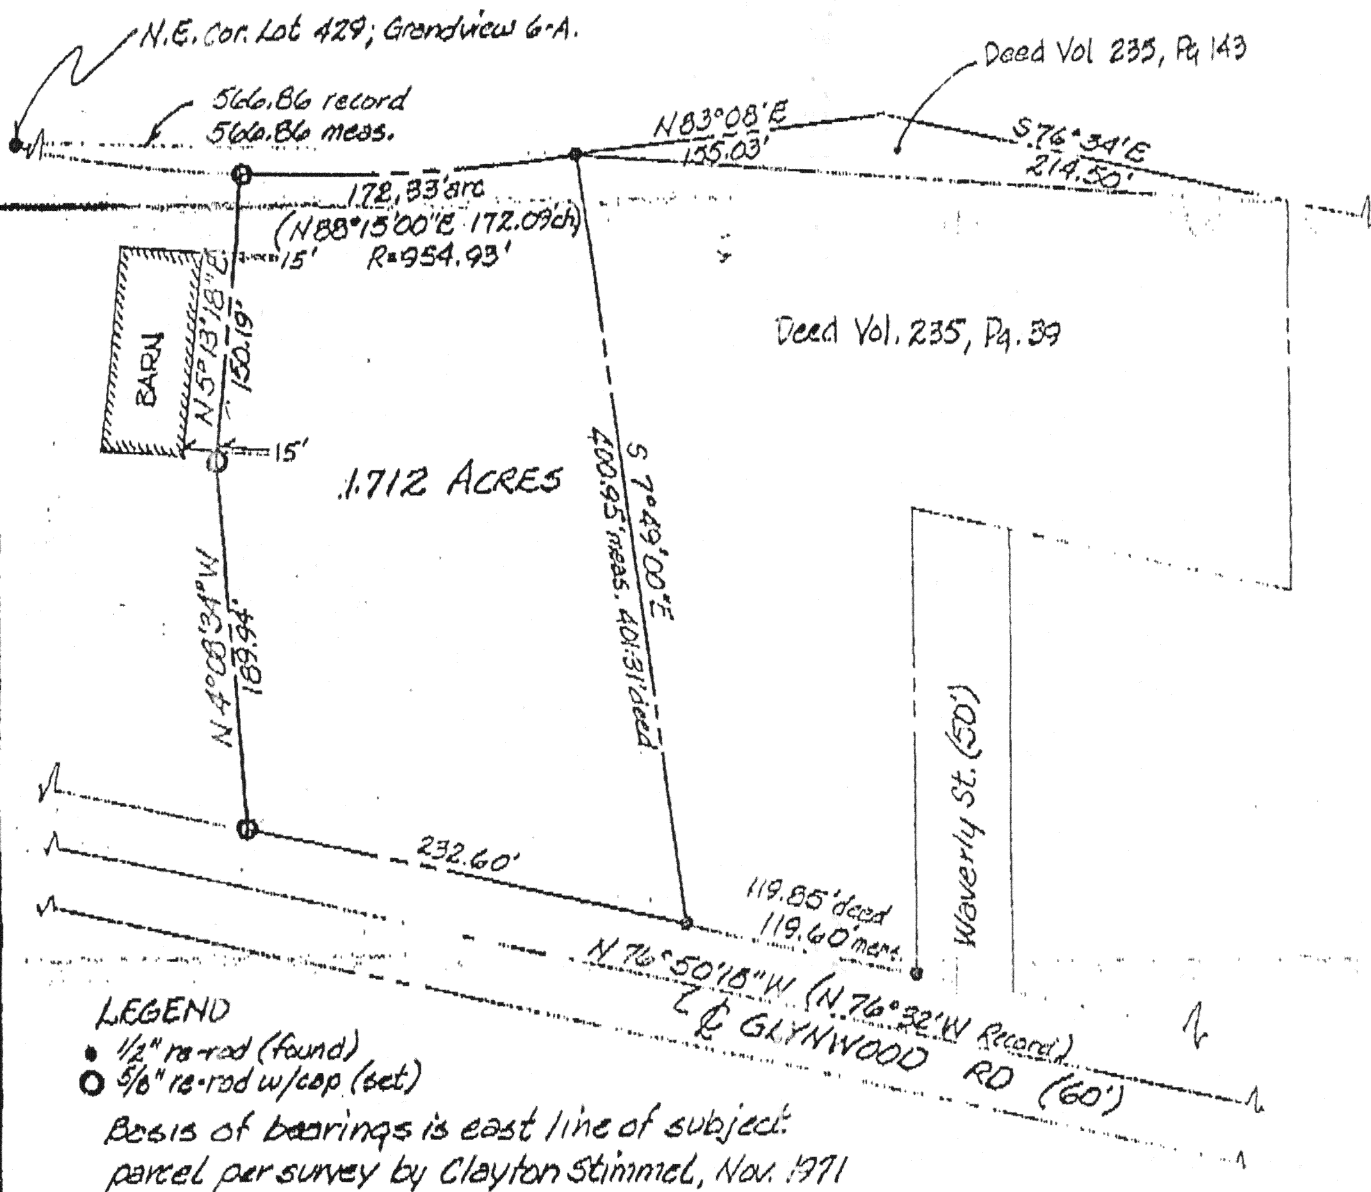 N.E. cor. Lot 429; Grandview 6-A.
Deed Vol 235, Pg 143
566.86 record
566.86 meas.
N83°08'E
155.03'
S 76°34'E
214.50'
172.33' arc
(N88°15'00"E 172.09'ch)
R=954.93'
15'
BARN
N 5°13'18"E
150.19'
Deed Vol. 235, Pg. 39
15'
1.712 ACRES
S 7°49'00"E
400.95' meas. 401.31' deed
N 4°08'34"W
189.94'
Waverly St. (50')
232.60'
119.85' deed
119.60' meas.
N 76°50'18"W (N 76°32'W Record)
℄ GLYNWOOD RD (60')
LEGEND
1/2" re-rod (found)
5/8" re-rod w/cap (set)
Basis of bearings is east line of subject
parcel per survey by Clayton Stimmel, Nov. 1971